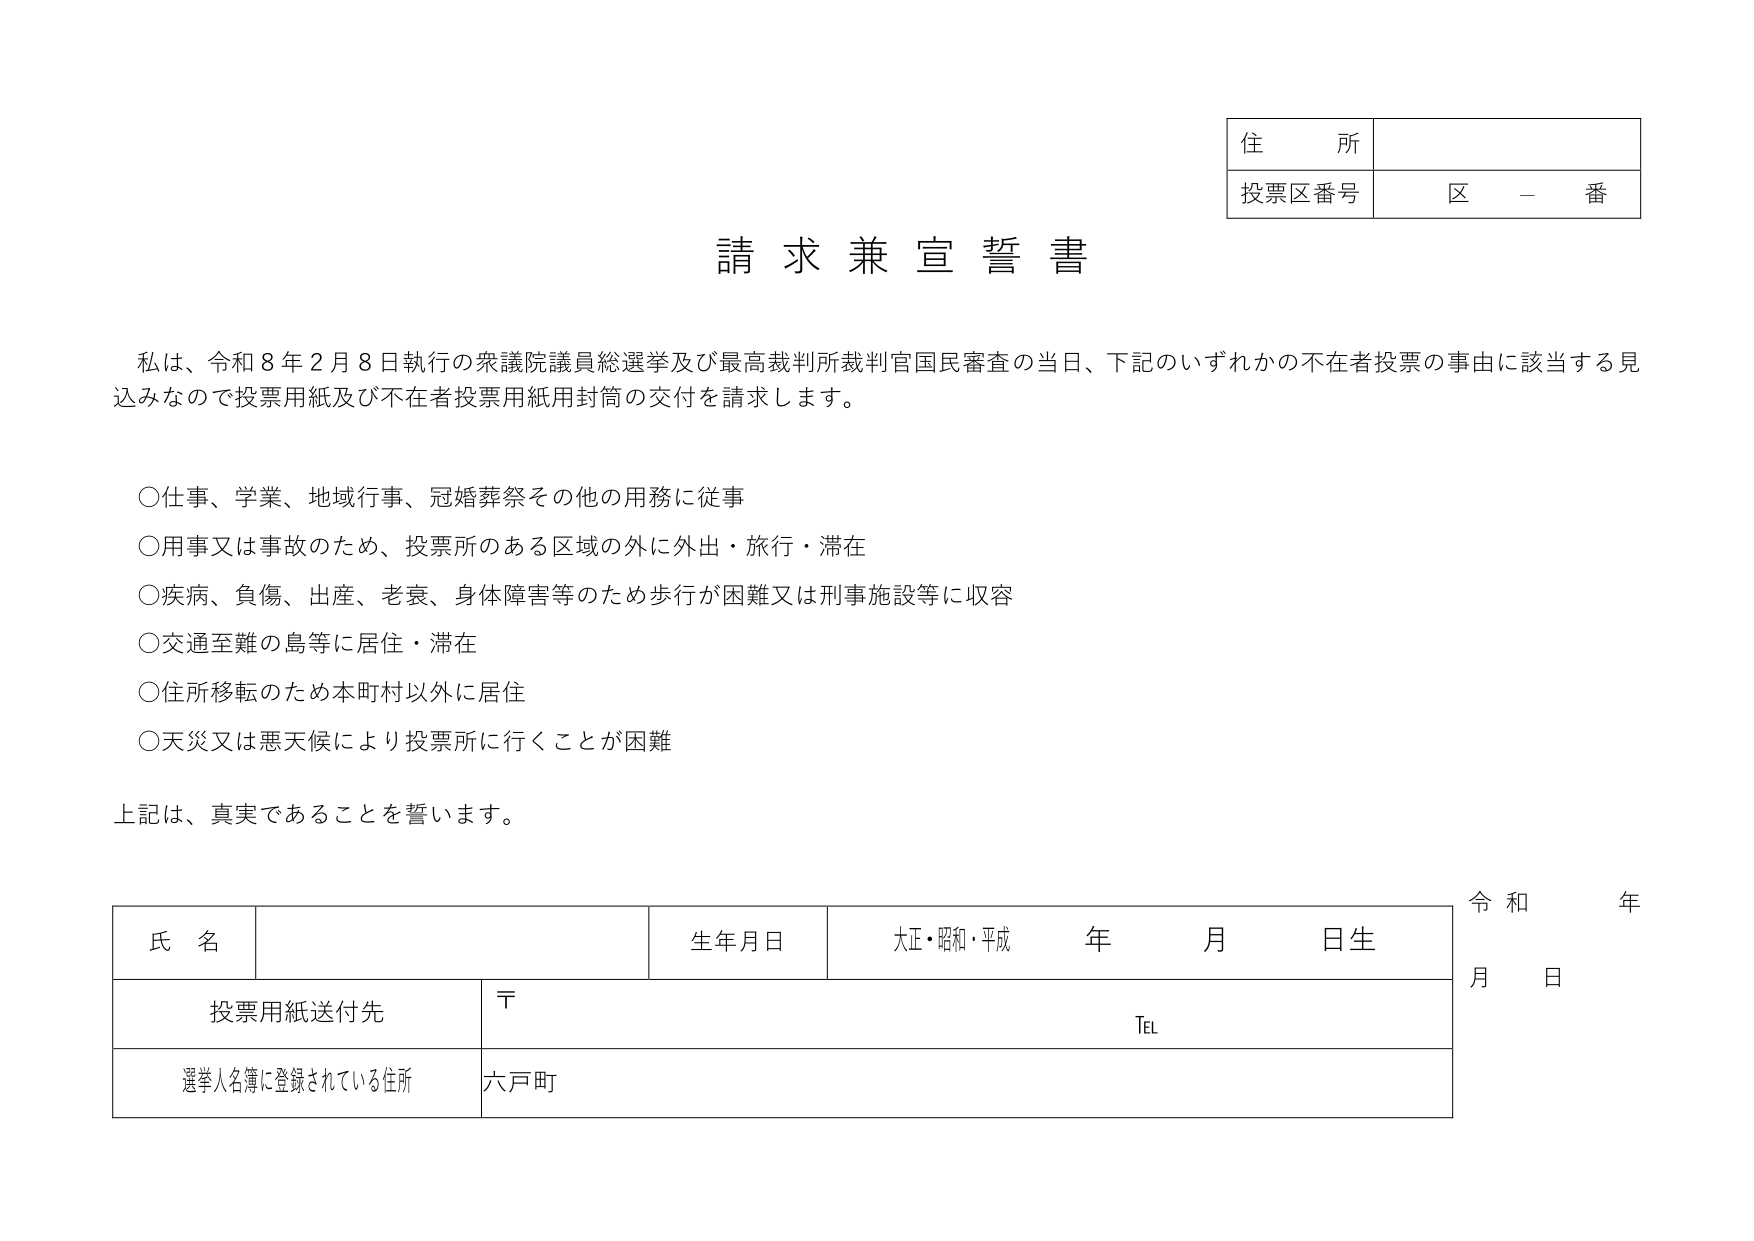 住　　　所
投票区番号　　　区　－　番
請 求 兼 宣 誓 書
私は、令和８年２月８日執行の衆議院議員総選挙及び最高裁判所裁判官国民審査の当日、下記のいずれかの不在者投票の事由に該当する見
込みなので投票用紙及び不在者投票用紙用封筒の交付を請求します。
〇仕事、学業、地域行事、冠婚葬祭その他の用務に従事
〇用事又は事故のため、投票所のある区域の外に外出・旅行・滞在
〇疾病、負傷、出産、老衰、身体障害等のため歩行が困難又は刑事施設等に収容
〇交通至難の島等に居住・滞在
〇住所移転のため本町村以外に居住
〇天災又は悪天候により投票所に行くことが困難
上記は、真実であることを誓います。
令和　　　年
月　　日
氏　名　　　生年月日　　　大正・昭和・平成　　　年　　　月　　　日生
投票用紙送付先　　　〒　　　℡
選挙人名簿に登録されている住所　　　六戸町